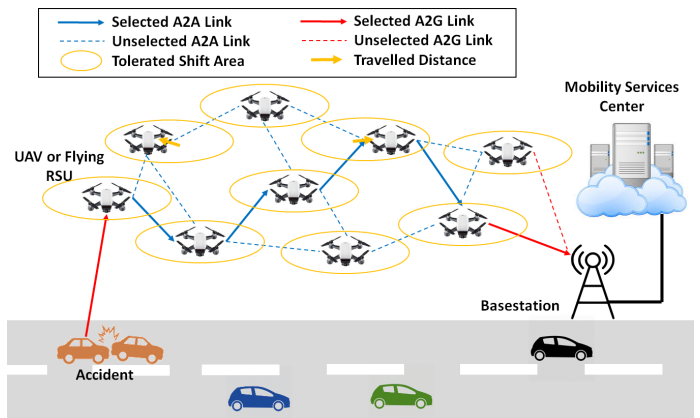 Selected A2A Link
Selected A2G Link
Unselected A2A Link
Unselected A2G Link
Tolerated Shift Area
Travelled Distance
Mobility Services
Center
UAV or Flying
RSU
Basestation
Accident